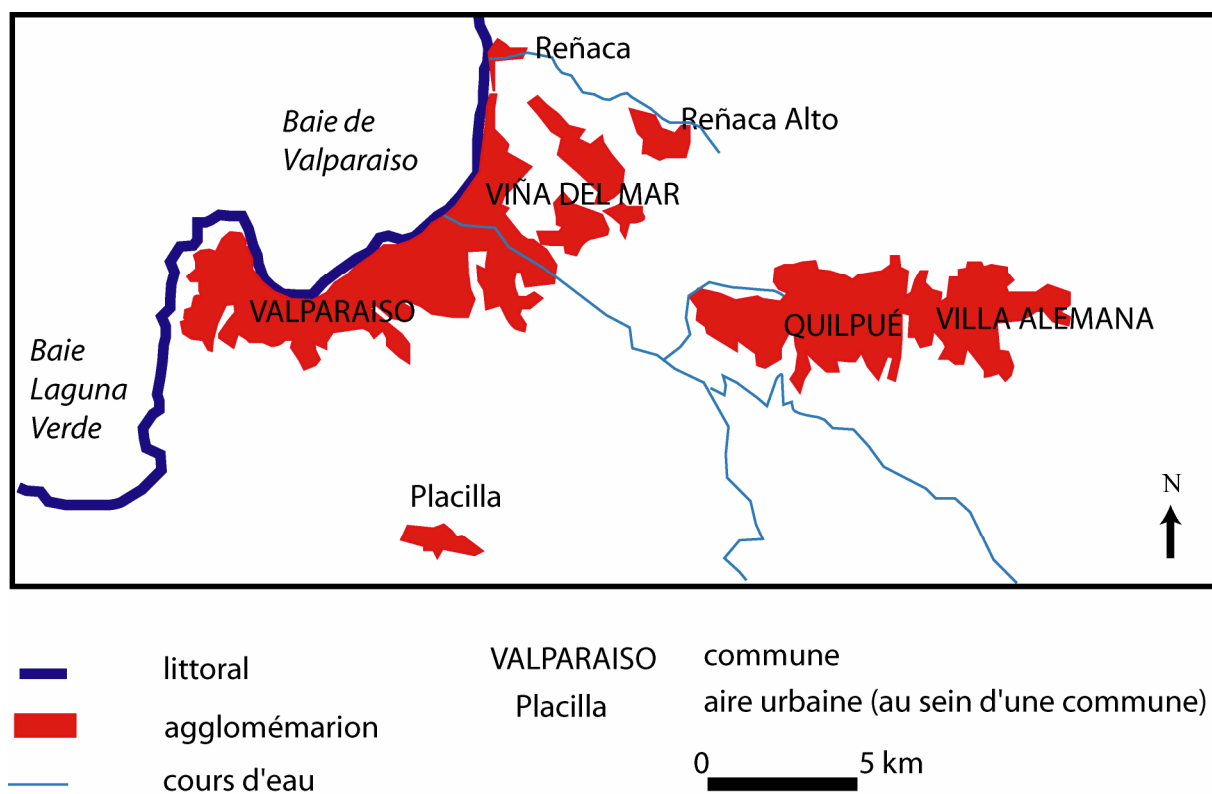 Reñaca
Baie de
Valparaiso
Reñaca Alto
VIÑA DEL MAR
VALPARAISO
QUILPUÉ
VILLA ALEMANA
Baie
Laguna
Verde
Placilla
N
littoral
agglomémarion
cours d'eau
VALPARAISO commune
Placilla aire urbaine (au sein d'une commune)
0 5 km